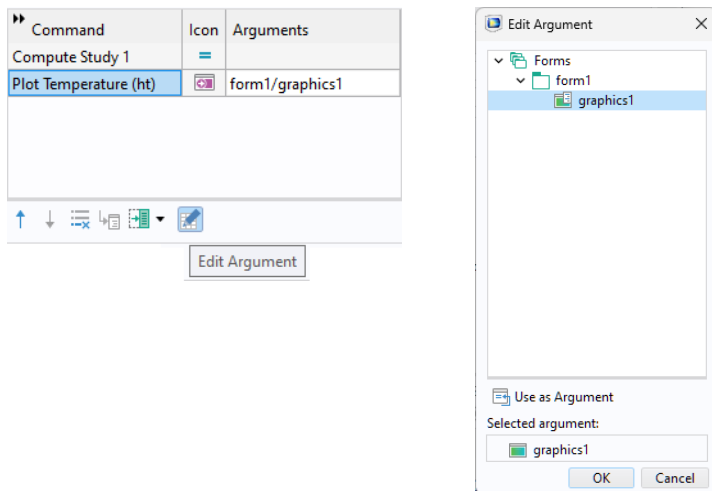 Command Icon Arguments
Compute Study 1 =
Plot Temperature (ht) form1/graphics1
Edit Argument
Edit Argument
Forms
form1
graphics1
Use as Argument
Selected argument:
graphics1
OK Cancel